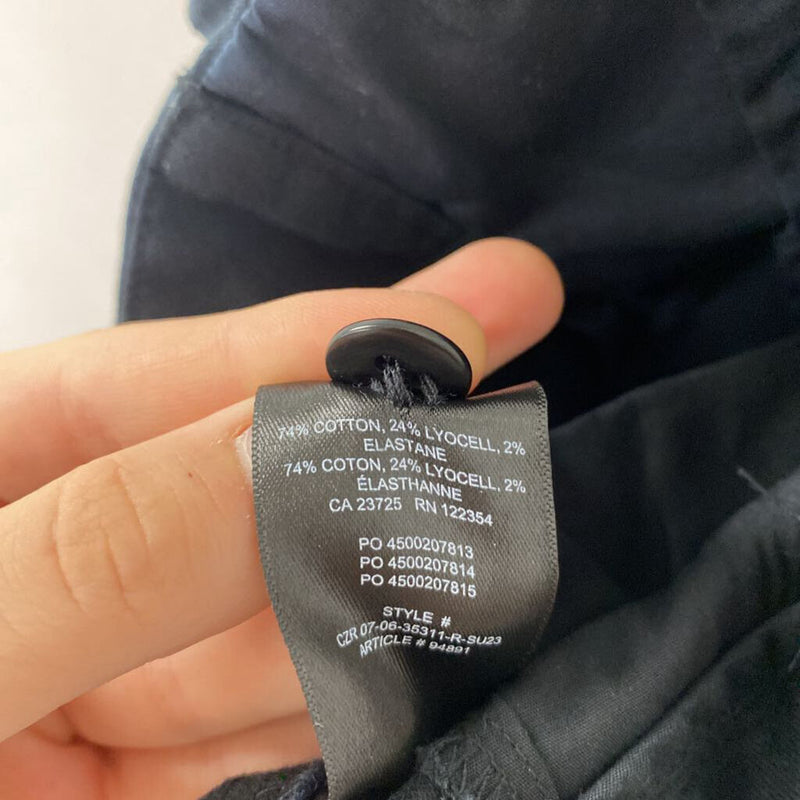 74% COTTON, 24% LYOCELL, 2%
ELASTANE
74% COTON, 24% LYOCELL, 2%
ÉLASTHANNE
CA 23725 RN 122354
PO 4500207813
PO 4500207814
PO 4500207815
STYLE #
CZR 07-06-35311-R-SU23
ARTICLE # 94891